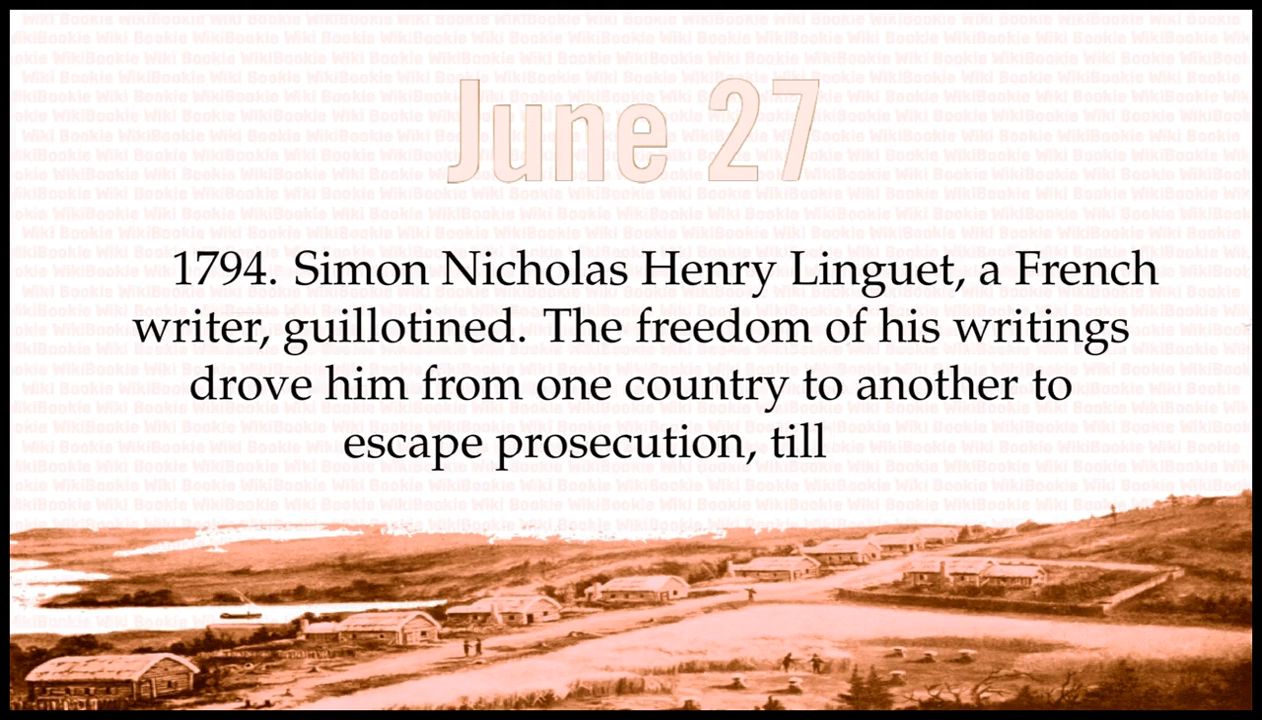 June 27
1794. Simon Nicholas Henry Linguet, a French
writer, guillotined. The freedom of his writings
drove him from one country to another to
escape prosecution, till